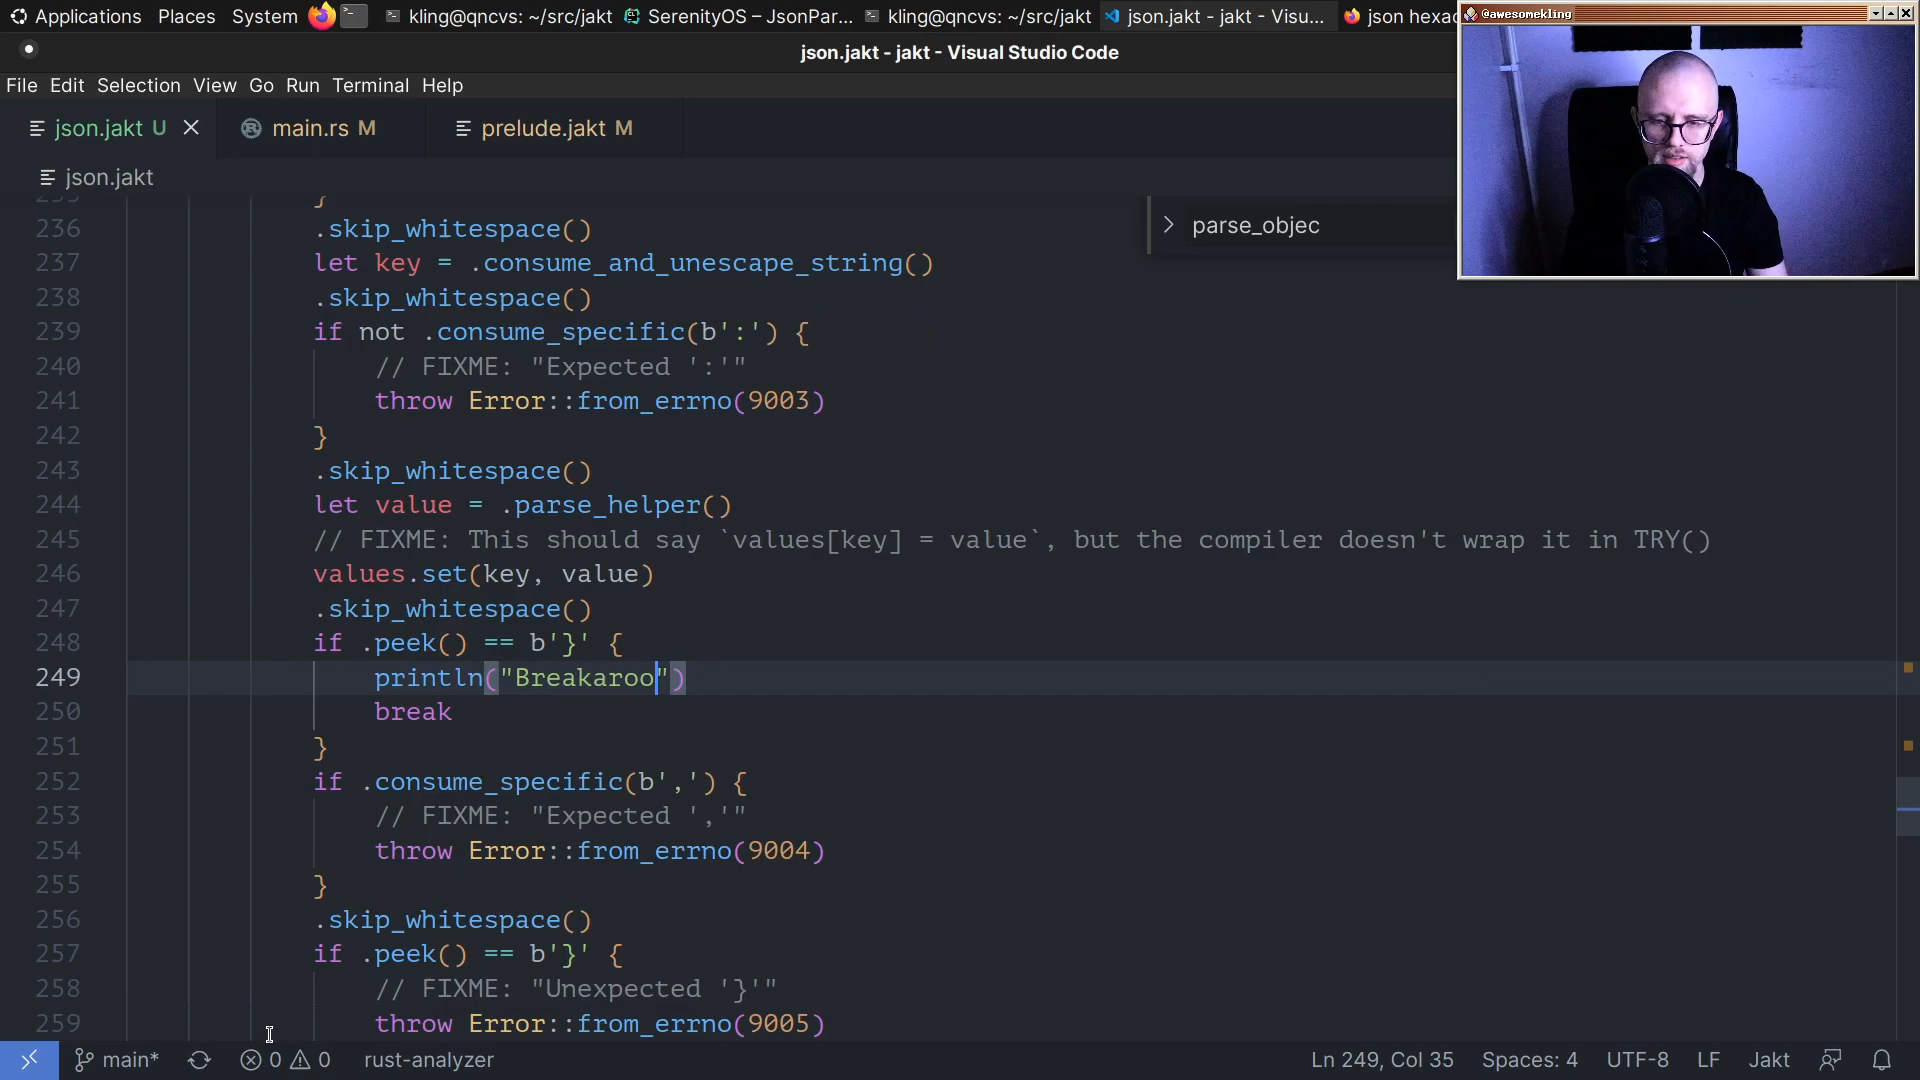 Applications Places System kling@qncvs: ~/src/jakt SerenityOS – JsonPar... kling@qncvs: ~/src/jakt json.jakt - jakt - Visu... json hexa
@awesomekling
json.jakt - jakt - Visual Studio Code
File Edit Selection View Go Run Terminal Help
json.jakt U main.rs M prelude.jakt M
json.jakt
parse_objec
235 }
236 .skip_whitespace()
237 let key = .consume_and_unescape_string()
238 .skip_whitespace()
239 if not .consume_specific(b':') {
240 // FIXME: "Expected ':'"
241 throw Error::from_errno(9003)
242 }
243 .skip_whitespace()
244 let value = .parse_helper()
245 // FIXME: This should say `values[key] = value`, but the compiler doesn't wrap it in TRY()
246 values.set(key, value)
247 .skip_whitespace()
248 if .peek() == b'}' {
249 println("Breakaroo")
250 break
251 }
252 if .consume_specific(b',') {
253 // FIXME: "Expected ','"
254 throw Error::from_errno(9004)
255 }
256 .skip_whitespace()
257 if .peek() == b'}' {
258 // FIXME: "Unexpected '}'"
259 throw Error::from_errno(9005)
main* 0 0 rust-analyzer Ln 249, Col 35 Spaces: 4 UTF-8 LF Jakt